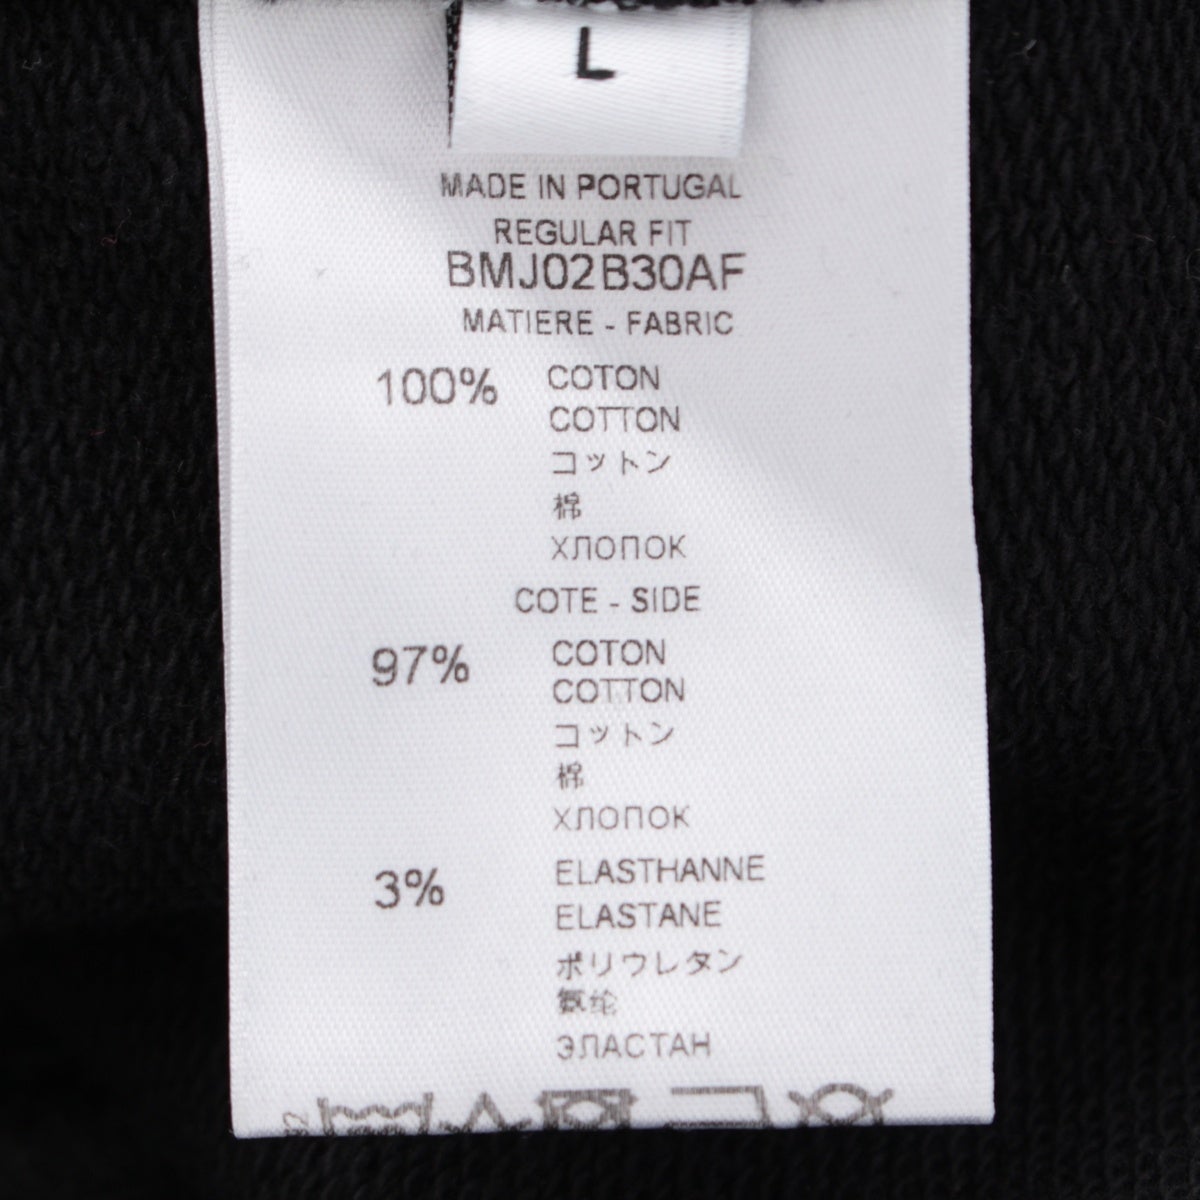 L
MADE IN PORTUGAL
REGULAR FIT
BMJ02B30AF
MATIERE - FABRIC
100% COTON
COTTON
コットン
棉
ХЛОПОК
COTE - SIDE
97% COTON
COTTON
コットン
棉
ХЛОПОК
3% ELASTHANNE
ELASTANE
ポリウレタン
氨纶
ЭЛАСТАН